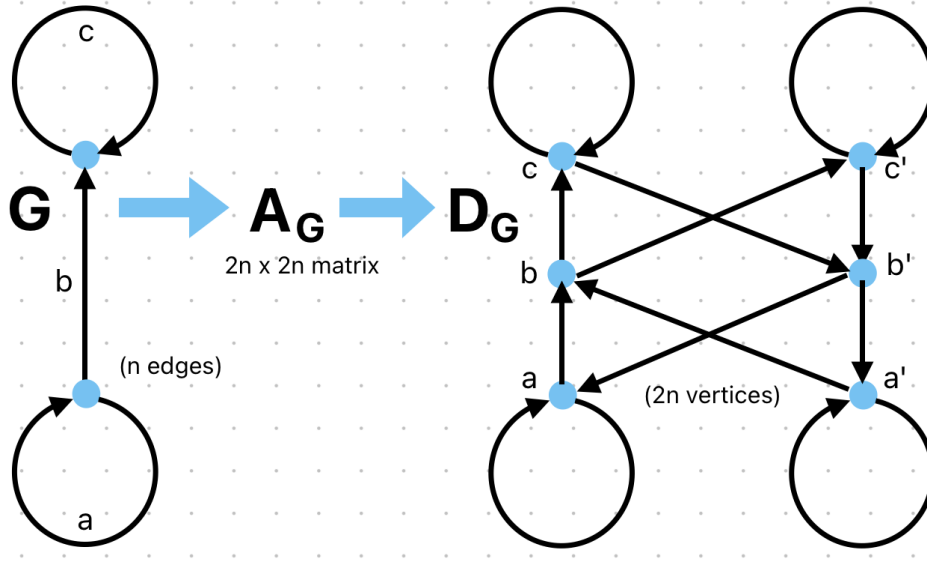 c
G
A_G
2n x 2n matrix
D_G
b
(n edges)
a
c
c'
b
b'
a
a'
(2n vertices)